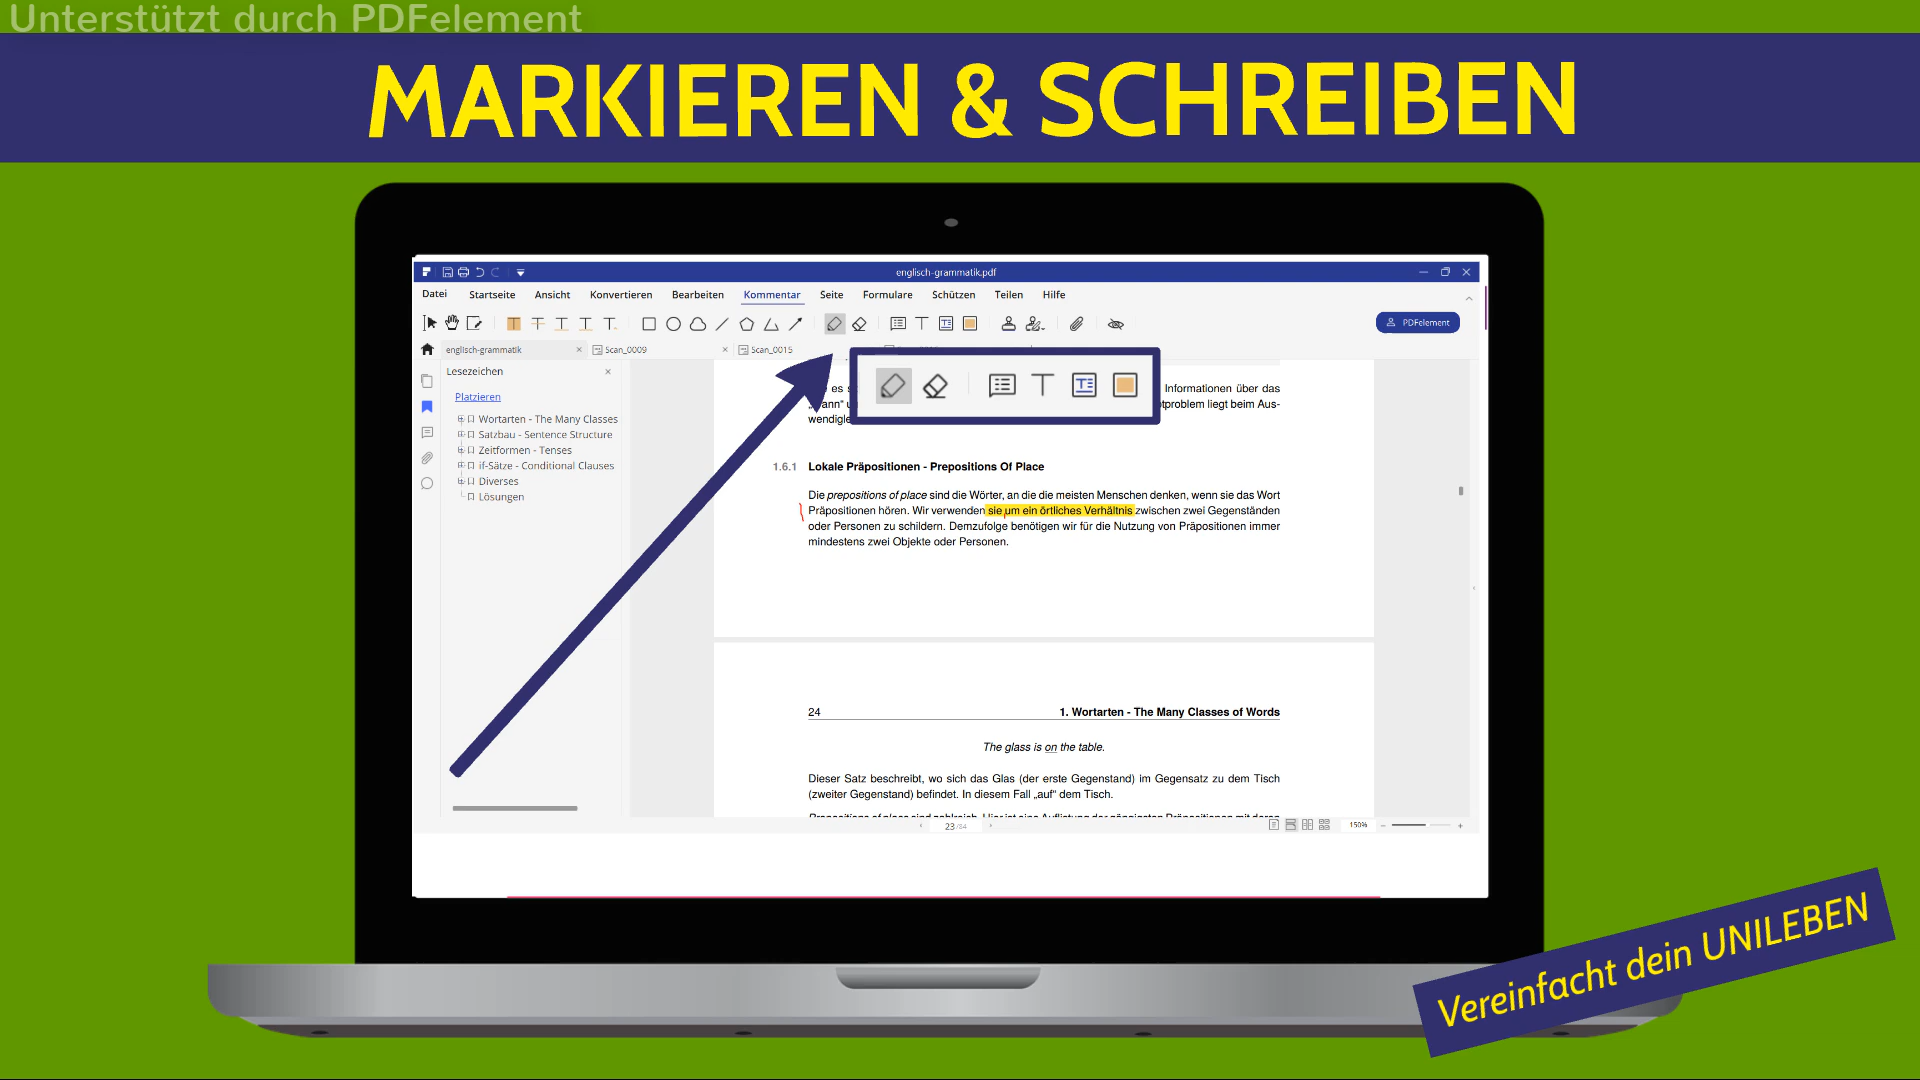 Unterstützt durch PDFelement
MARKIEREN & SCHREIBEN
englisch-grammatik.pdf
Datei Startseite Ansicht Konvertieren Bearbeiten Kommentar Seite Formulare Schützen Teilen Hilfe
PDFelement
englisch-grammatik Scan_0009 Scan_0015
Lesezeichen
Platzieren
Wortarten - The Many Classes
Satzbau - Sentence Structure
Zeitformen - Tenses
if-Sätze - Conditional Clauses
Diverses
Lösungen
es Informationen über das
wendigle
1.6.1 Lokale Präpositionen - Prepositions Of Place
Die prepositions of place sind die Wörter, an die die meisten Menschen denken, wenn sie das Wort
Präpositionen hören. Wir verwenden sie um ein örtliches Verhältnis zwischen zwei Gegenständen
oder Personen zu schildern. Demzufolge benötigen wir für die Nutzung von Präpositionen immer
mindestens zwei Objekte oder Personen.
24 1. Wortarten - The Many Classes of Words
The glass is on the table.
Dieser Satz beschreibt, wo sich das Glas (der erste Gegenstand) im Gegensatz zu dem Tisch
(zweiter Gegenstand) befindet. In diesem Fall „auf“ dem Tisch.
23 /84
150%
Vereinfacht dein UNILEBEN